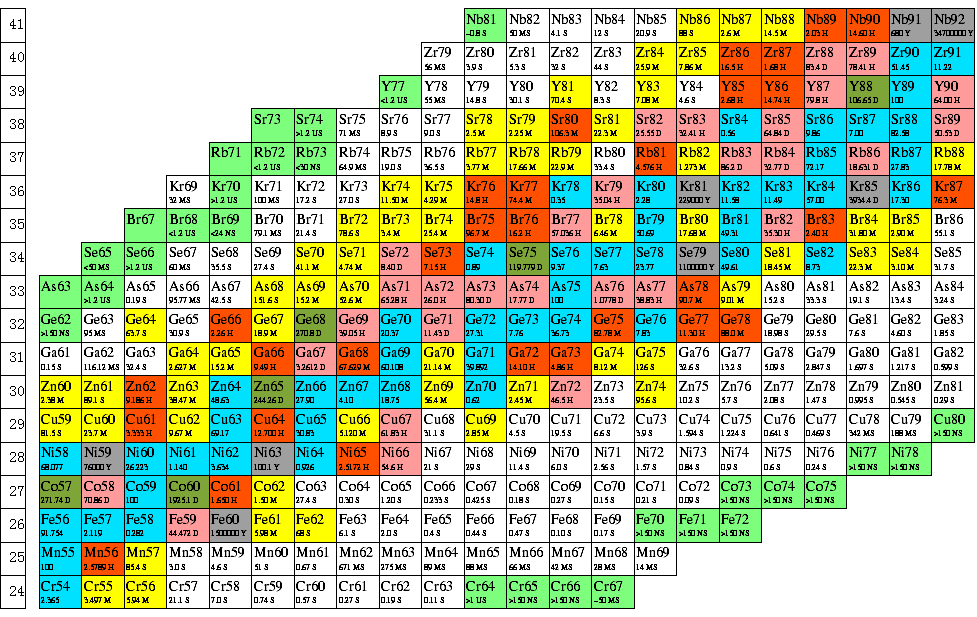 Nb81 Nb82 Nb83 Nb84 Nb85 Nb86 Nb87 Nb88 Nb89 Nb90 Nb91 Nb92
41
~0.8 S 50 MS 4.1 S 12 S 20.9 S 88 S 2.6 M 14.5 M 2.03 H 14.60 H 680 Y 34700000 Y
Zr79 Zr80 Zr81 Zr82 Zr83 Zr84 Zr85 Zr86 Zr87 Zr88 Zr89 Zr90 Zr91
40
56 MS 3.9 S 5.3 S 32 S 44 S 25.9 M 7.86 M 16.5 H 1.68 H 83.4 D 78.41 H 51.45 11.22
Y77 Y78 Y79 Y80 Y81 Y82 Y83 Y84 Y85 Y86 Y87 Y88 Y89 Y90
39
<1.2 US 55 MS 14.8 S 30.1 S 70.4 S 8.3 S 7.08 M 4.6 S 2.68 H 14.74 H 79.8 H 106.65 D 100 64.00 H
Sr73 Sr74 Sr75 Sr76 Sr77 Sr78 Sr79 Sr80 Sr81 Sr82 Sr83 Sr84 Sr85 Sr86 Sr87 Sr88 Sr89
38
>1.2 US 71 MS 8.9 S 9.0 S 2.5 M 2.25 M 106.3 M 22.3 M 25.55 D 32.41 H 0.56 64.84 D 9.86 7.00 82.58 50.53 D
Rb71 Rb72 Rb73 Rb74 Rb75 Rb76 Rb77 Rb78 Rb79 Rb80 Rb81 Rb82 Rb83 Rb84 Rb85 Rb86 Rb87 Rb88
37
<1.2 US <30 NS 64.9 MS 19.0 S 36.5 S 3.77 M 17.66 M 22.9 M 33.4 S 4.576 H 1.273 M 86.2 D 32.77 D 72.17 18.631 D 27.83 17.78 M
Kr69 Kr70 Kr71 Kr72 Kr73 Kr74 Kr75 Kr76 Kr77 Kr78 Kr79 Kr80 Kr81 Kr82 Kr83 Kr84 Kr85 Kr86 Kr87
36
32 MS >1.2 US 100 MS 17.2 S 27.0 S 11.50 M 4.29 M 14.8 H 74.4 M 0.35 35.04 H 2.28 229000 Y 11.58 11.49 57.00 3934.4 D 17.30 76.3 M
Br67 Br68 Br69 Br70 Br71 Br72 Br73 Br74 Br75 Br76 Br77 Br78 Br79 Br80 Br81 Br82 Br83 Br84 Br85 Br86
35
<1.2 US <24 NS 79.1 MS 21.4 S 78.6 S 3.4 M 25.4 M 96.7 M 16.2 H 57.036 H 6.46 M 50.69 17.68 M 49.31 35.30 H 2.40 H 31.80 M 2.90 M 55.1 S
Se65 Se66 Se67 Se68 Se69 Se70 Se71 Se72 Se73 Se74 Se75 Se76 Se77 Se78 Se79 Se80 Se81 Se82 Se83 Se84 Se85
34
<50 MS >1.2 US 60 MS 35.5 S 27.4 S 41.1 M 4.74 M 8.40 D 7.15 H 0.89 119.779 D 9.37 7.63 23.77 1100000 Y 49.61 18.45 M 8.73 22.3 M 3.10 M 31.7 S
As63 As64 As65 As66 As67 As68 As69 As70 As71 As72 As73 As74 As75 As76 As77 As78 As79 As80 As81 As82 As83 As84
33
>1.2 US 0.19 S 95.77 MS 42.5 S 151.6 S 15.2 M 52.6 M 65.28 H 26.0 H 80.30 D 17.77 D 100 1.0778 D 38.83 H 90.7 M 9.01 M 15.2 S 33.3 S 19.1 S 13.4 S 3.24 S
Ge62 Ge63 Ge64 Ge65 Ge66 Ge67 Ge68 Ge69 Ge70 Ge71 Ge72 Ge73 Ge74 Ge75 Ge76 Ge77 Ge78 Ge79 Ge80 Ge81 Ge82 Ge83
32
>150 NS 95 MS 63.7 S 30.9 S 2.26 H 18.9 M 270.8 D 39.05 H 20.37 11.43 D 27.31 7.76 36.73 82.78 M 7.83 11.30 H 88.0 M 18.98 S 29.5 S 7.6 S 4.60 S 1.85 S
Ga61 Ga62 Ga63 Ga64 Ga65 Ga66 Ga67 Ga68 Ga69 Ga70 Ga71 Ga72 Ga73 Ga74 Ga75 Ga76 Ga77 Ga78 Ga79 Ga80 Ga81 Ga82
31
0.15 S 116.12 MS 32.4 S 2.627 M 15.2 M 9.49 H 3.2612 D 67.629 M 60.108 21.14 M 39.892 14.10 H 4.86 H 8.12 M 126 S 32.6 S 13.2 S 5.09 S 2.847 S 1.697 S 1.217 S 0.599 S
Zn60 Zn61 Zn62 Zn63 Zn64 Zn65 Zn66 Zn67 Zn68 Zn69 Zn70 Zn71 Zn72 Zn73 Zn74 Zn75 Zn76 Zn77 Zn78 Zn79 Zn80 Zn81
30
2.38 M 89.1 S 9.186 H 38.47 M 48.63 244.26 D 27.90 4.10 18.75 56.4 M 0.62 2.45 M 46.5 H 23.5 S 95.6 S 10.2 S 5.7 S 2.08 S 1.47 S 0.995 S 0.545 S 0.29 S
Cu59 Cu60 Cu61 Cu62 Cu63 Cu64 Cu65 Cu66 Cu67 Cu68 Cu69 Cu70 Cu71 Cu72 Cu73 Cu74 Cu75 Cu76 Cu77 Cu78 Cu79 Cu80
29
81.5 S 23.7 M 3.333 H 9.67 M 69.17 12.700 H 30.83 5.120 M 61.83 H 31.1 S 2.85 M 4.5 S 19.5 S 6.6 S 3.9 S 1.594 S 1.224 S 0.641 S 0.469 S 342 MS 188 MS >150 NS
Ni58 Ni59 Ni60 Ni61 Ni62 Ni63 Ni64 Ni65 Ni66 Ni67 Ni68 Ni69 Ni70 Ni71 Ni72 Ni73 Ni74 Ni75 Ni76 Ni77 Ni78
28
68.077 76000 Y 26.223 1.140 3.634 100.1 Y 0.926 2.5172 H 54.6 H 21 S 29 S 11.4 S 6.0 S 2.56 S 1.57 S 0.84 S 0.9 S 0.6 S 0.24 S >150 NS >150 NS
Co57 Co58 Co59 Co60 Co61 Co62 Co63 Co64 Co65 Co66 Co67 Co68 Co69 Co70 Co71 Co72 Co73 Co74 Co75
27
271.74 D 70.86 D 100 1925.1 D 1.650 H 1.50 M 27.4 S 0.30 S 1.20 S 0.233 S 0.425 S 0.18 S 0.27 S 0.15 S 0.21 S 0.09 S >150 NS >150 NS >150 NS
Fe56 Fe57 Fe58 Fe59 Fe60 Fe61 Fe62 Fe63 Fe64 Fe65 Fe66 Fe67 Fe68 Fe69 Fe70 Fe71 Fe72
26
91.754 2.119 0.282 44.472 D 1500000 Y 5.98 M 68 S 6.1 S 2.0 S 0.4 S 0.44 S 0.47 S 0.10 S 0.17 S >150 NS >150 NS >150 NS
Mn55 Mn56 Mn57 Mn58 Mn59 Mn60 Mn61 Mn62 Mn63 Mn64 Mn65 Mn66 Mn67 Mn68 Mn69
25
100 2.5789 H 85.4 S 3.0 S 4.6 S 51 S 0.67 S 671 MS 275 MS 89 MS 88 MS 66 MS 42 MS 28 MS 14 MS
Cr54 Cr55 Cr56 Cr57 Cr58 Cr59 Cr60 Cr61 Cr62 Cr63 Cr64 Cr65 Cr66 Cr67
24
2.365 3.497 M 5.94 M 21.1 S 7.0 S 0.74 S 0.57 S 0.27 S 0.19 S 0.11 S >1 US >150 NS >150 NS ~50 MS